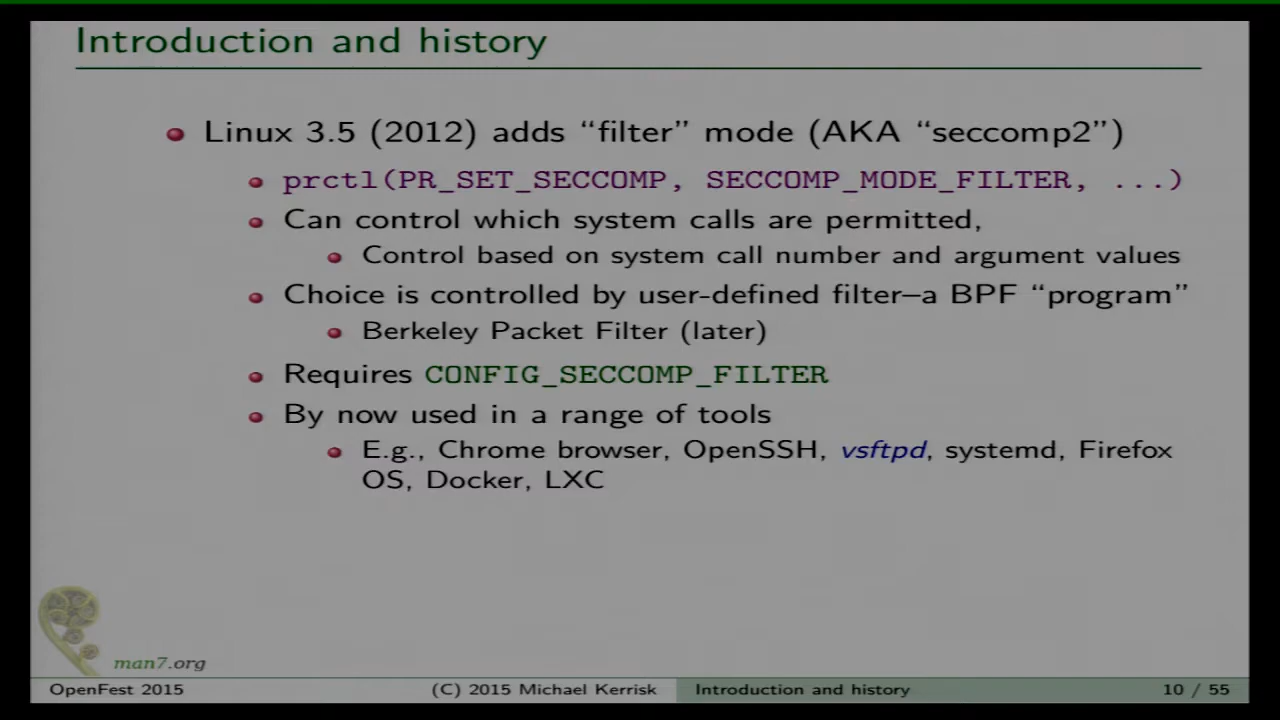 Introduction and history
Linux 3.5 (2012) adds “filter” mode (AKA “seccomp2”)
prctl(PR_SET_SECCOMP, SECCOMP_MODE_FILTER, ...)
Can control which system calls are permitted,
Control based on system call number and argument values
Choice is controlled by user-defined filter–a BPF “program”
Berkeley Packet Filter (later)
Requires CONFIG_SECCOMP_FILTER
By now used in a range of tools
E.g., Chrome browser, OpenSSH, vsftpd, systemd, Firefox
OS, Docker, LXC
man7.org
OpenFest 2015 (C) 2015 Michael Kerrisk Introduction and history 10 / 55